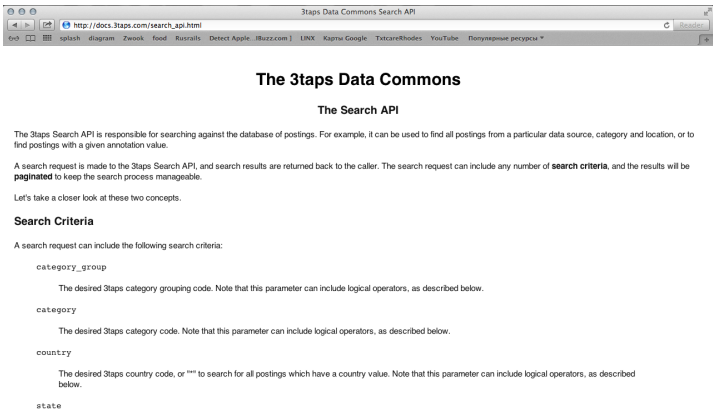 3taps Data Commons Search API
http://docs.3taps.com/search_api.html
Reader
splash diagram Zwook food Rusrails Detect Apple...lBuzz.com ] LINX Карты Google TxtcareRhodes YouTube Популярные ресурсы
The 3taps Data Commons
The Search API
The 3taps Search API is responsible for searching against the database of postings. For example, it can be used to find all postings from a particular data source, category and location, or to
find postings with a given annotation value.
A search request is made to the 3taps Search API, and search results are returned back to the caller. The search request can include any number of search criteria, and the results will be
paginated to keep the search process manageable.
Let's take a closer look at these two concepts.
Search Criteria
A search request can include the following search criteria:
category_group
The desired 3taps category grouping code. Note that this parameter can include logical operators, as described below.
category
The desired 3taps category code. Note that this parameter can include logical operators, as described below.
country
The desired 3taps country code, or "*" to search for all postings which have a country value. Note that this parameter can include logical operators, as described
below.
state